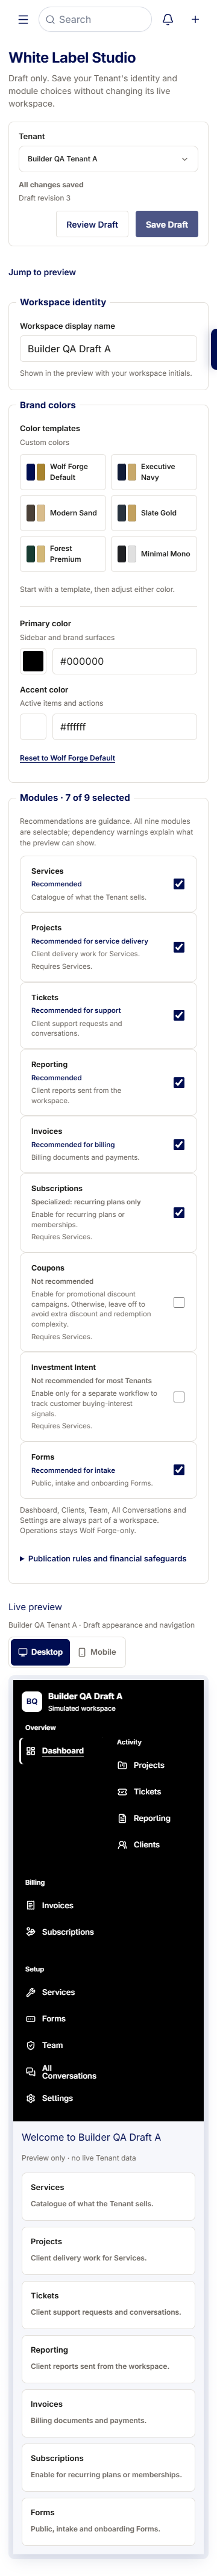 Search
White Label Studio
Draft only. Save your Tenant's identity and
module choices without changing its live
workspace.
Tenant
Builder QA Tenant A
All changes saved
Draft revision 3
Review Draft
Save Draft
Jump to preview
Workspace identity
Workspace display name
Builder QA Draft A
Shown in the preview with your workspace initials.
Brand colors
Color templates
Custom colors
Wolf Forge
Default
Executive
Navy
Modern Sand
Slate Gold
Forest
Premium
Minimal Mono
Start with a template, then adjust either color.
Primary color
Sidebar and brand surfaces
#000000
Accent color
Active items and actions
#ffffff
Reset to Wolf Forge Default
Modules · 7 of 9 selected
Recommendations are guidance. All nine modules
are selectable; dependency warnings explain what
the preview can show.
Services
Recommended
Catalogue of what the Tenant sells.
Projects
Recommended for service delivery
Client delivery work for Services.
Requires Services.
Tickets
Recommended for support
Client support requests and
conversations.
Reporting
Recommended
Client reports sent from the
workspace.
Invoices
Recommended for billing
Billing documents and payments.
Subscriptions
Specialized: recurring plans only
Enable for recurring plans or
memberships.
Requires Services.
Coupons
Not recommended
Enable for promotional discount
campaigns. Otherwise, leave off to
avoid extra discount and redemption
complexity.
Requires Services.
Investment Intent
Not recommended for most Tenants
Enable only for a separate workflow to
track customer buying-interest
signals.
Requires Services.
Forms
Recommended for intake
Public, intake and onboarding Forms.
Dashboard, Clients, Team, All Conversations and
Settings are always part of a workspace.
Operations stays Wolf Forge-only.
Publication rules and financial safeguards
Live preview
Builder QA Tenant A · Draft appearance and navigation
Desktop
Mobile
BQ
Builder QA Draft A
Simulated workspace
Overview
Dashboard
Activity
Projects
Tickets
Reporting
Clients
Billing
Invoices
Subscriptions
Setup
Services
Forms
Team
All
Conversations
Settings
Welcome to Builder QA Draft A
Preview only · no live Tenant data
Services
Catalogue of what the Tenant sells.
Projects
Client delivery work for Services.
Tickets
Client support requests and conversations.
Reporting
Client reports sent from the workspace.
Invoices
Billing documents and payments.
Subscriptions
Enable for recurring plans or memberships.
Forms
Public, intake and onboarding Forms.